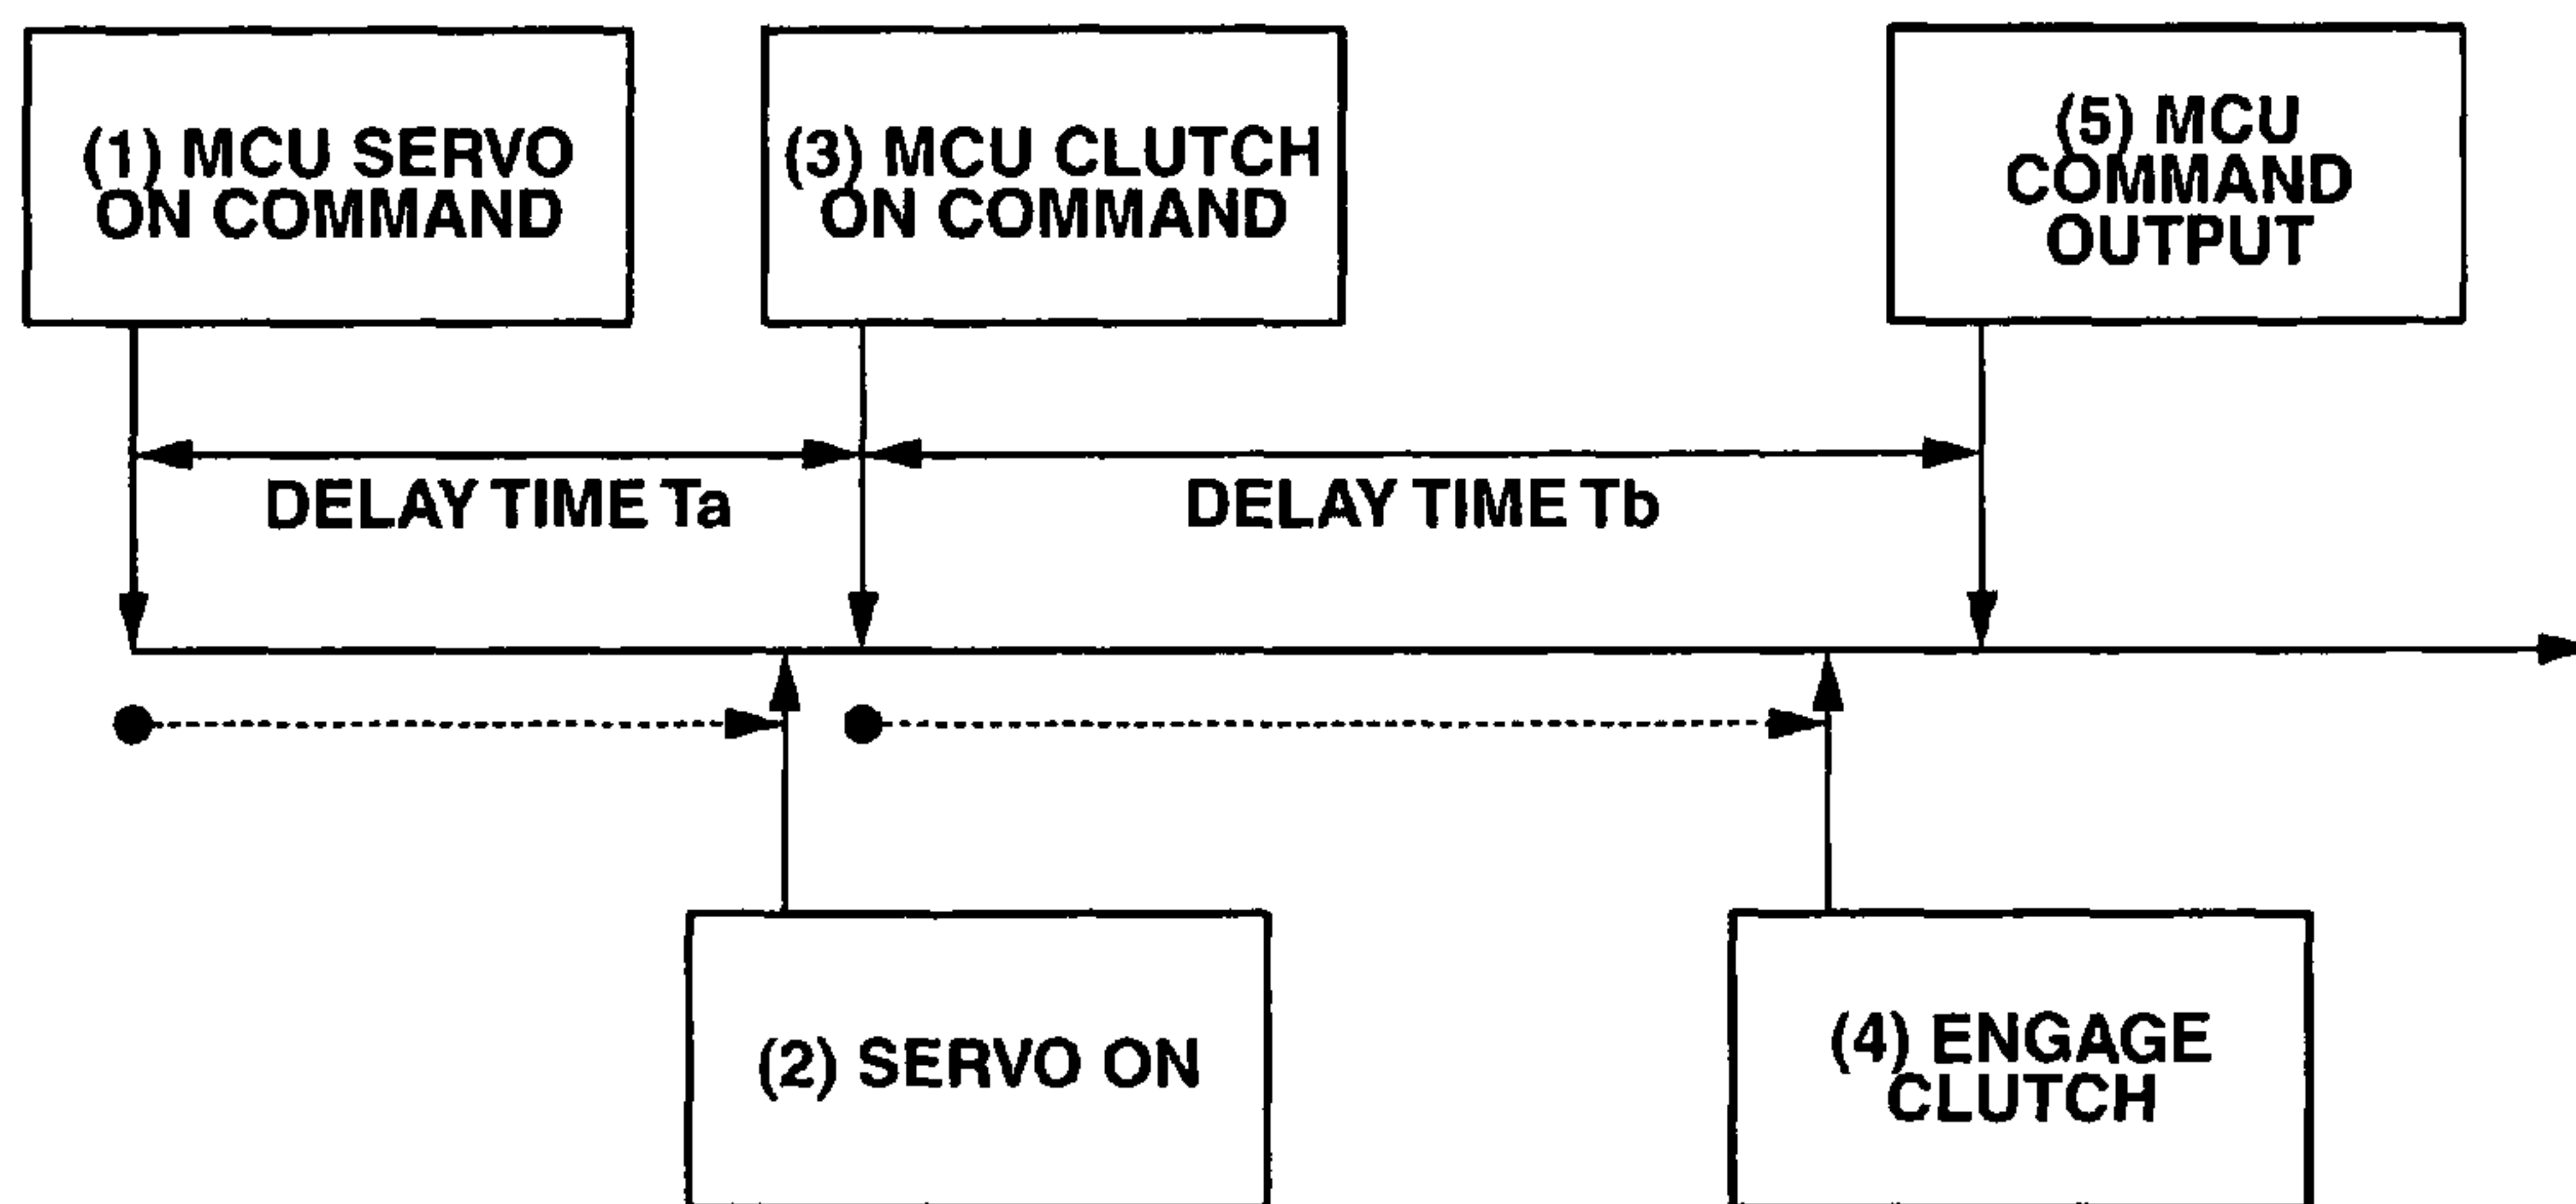 (1) MCU SERVO
ON COMMAND
(3) MCU CLUTCH
ON COMMAND
(5) MCU
COMMAND
OUTPUT
DELAY TIME Ta
DELAY TIME Tb
(2) SERVO ON
(4) ENGAGE
CLUTCH